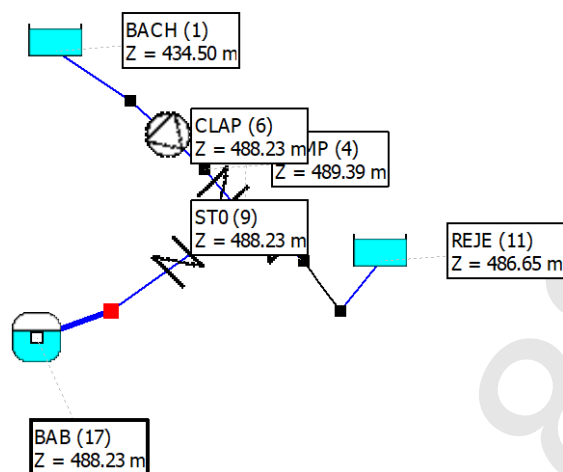 BACH (1)
Z = 434.50 m
CLAP (6)
Z = 488.23 m
MP (4)
Z = 489.39 m
ST0 (9)
Z = 488.23 m
REJE (11)
Z = 486.65 m
BAB (17)
Z = 488.23 m